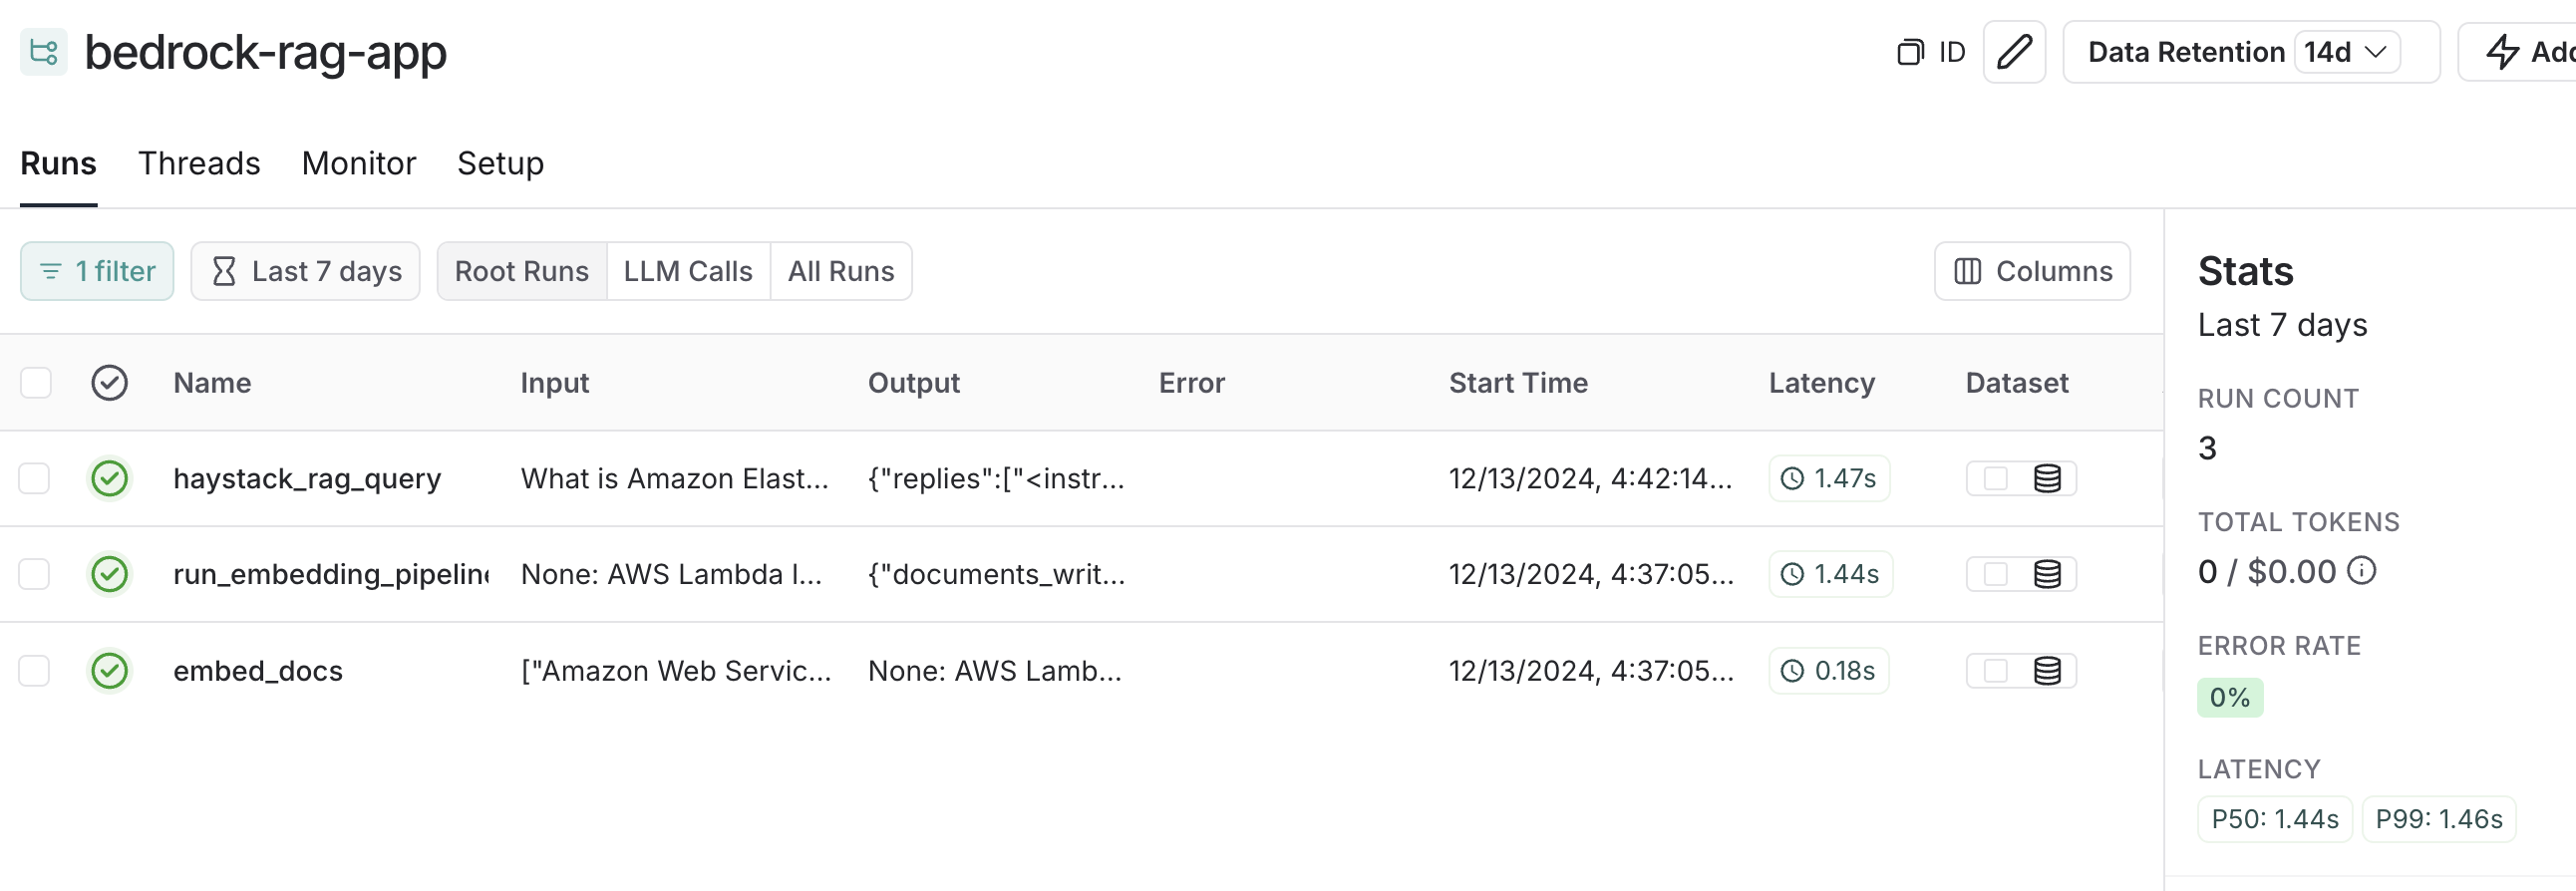 bedrock-rag-app
ID
Data Retention 14d
Runs Threads Monitor Setup
1 filter
Last 7 days
Root Runs LLM Calls All Runs
Columns
Name Input Output Error Start Time Latency Dataset
haystack_rag_query What is Amazon Elast... {"replies":["<instr... 12/13/2024, 4:42:14... 1.47s
run_embedding_pipeline None: AWS Lambda I... {"documents_writ... 12/13/2024, 4:37:05... 1.44s
embed_docs ["Amazon Web Servic... None: AWS Lamb... 12/13/2024, 4:37:05... 0.18s
Stats
Last 7 days
RUN COUNT
3
TOTAL TOKENS
0 / $0.00
ERROR RATE
0%
LATENCY
P50: 1.44s P99: 1.46s